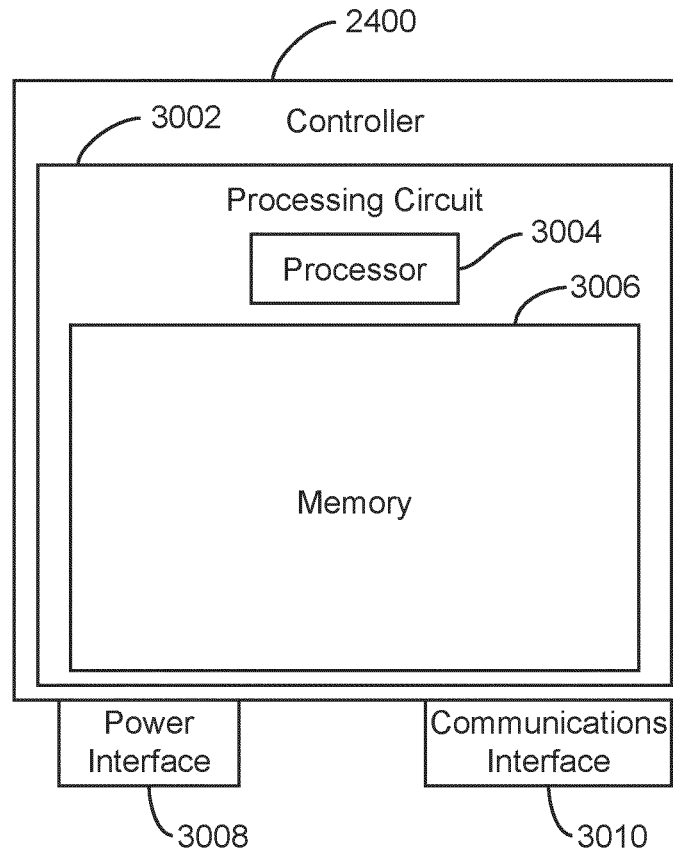 2400
3002
Controller
Processing Circuit
3004
Processor
3006
Memory
Power
Interface
Communications
Interface
3008
3010